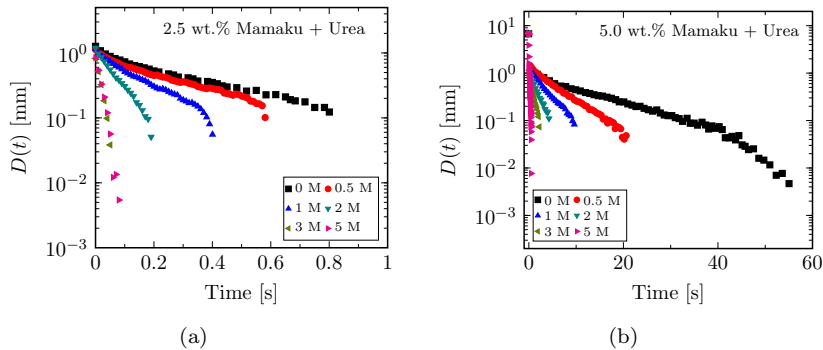 2.5 wt.% Mamaku + Urea
10^0
10^-1
10^-2
10^-3
D(t) [mm]
0 M 0.5 M
1 M 2 M
3 M 5 M
0 0.2 0.4 0.6 0.8 1
Time [s]
(a)
5.0 wt.% Mamaku + Urea
10^1
10^0
10^-1
10^-2
10^-3
D(t) [mm]
0 M 0.5 M
1 M 2 M
3 M 5 M
0 20 40 60
Time [s]
(b)